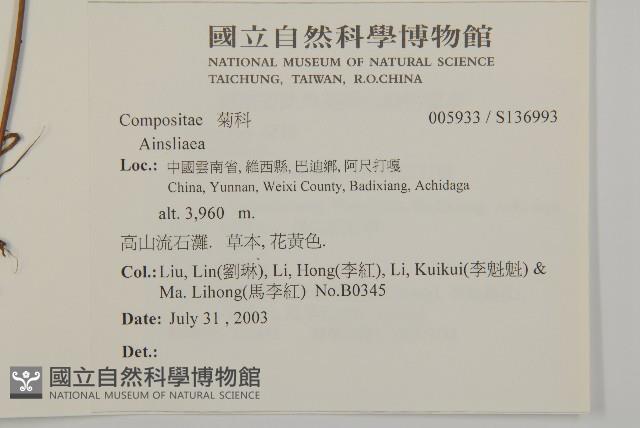 國立自然科學博物館
NATIONAL MUSEUM OF NATURAL SCIENCE
TAICHUNG, TAIWAN, R.O.CHINA
Compositae 菊科 005933 / S136993
Ainsliaea
Loc.: 中國雲南省, 維西縣, 巴迪鄉, 阿尺打嘎
China, Yunnan, Weixi County, Badixiang, Achidaga
alt. 3,960 m.
高山流石灘. 草本, 花黃色.
Col.: Liu, Lin(劉琳), Li, Hong(李紅), Li, Kuikui(李魁魁) &
Ma. Lihong(馬李紅) No.B0345
Date: July 31 , 2003
Det.:
國立自然科學博物館
NATIONAL MUSEUM OF NATURAL SCIENCE